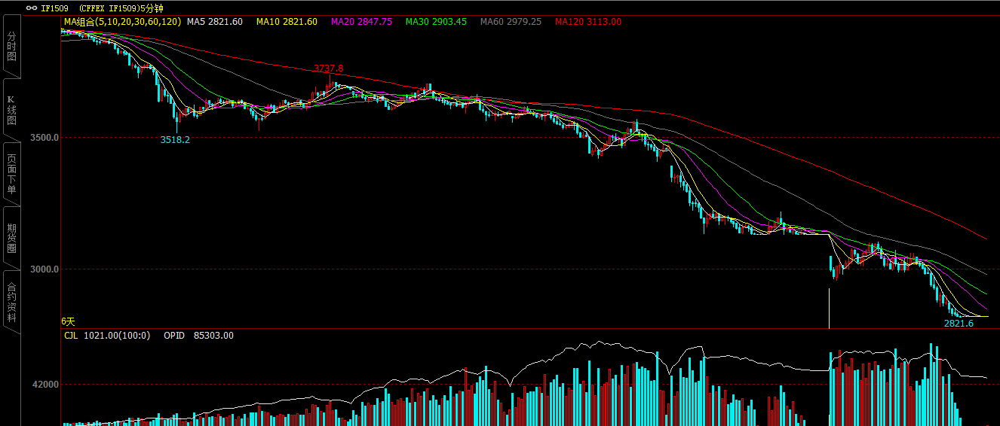 IF1509 (CFFEX IF1509)5分钟
MA组合(5,10,20,30,60,120) MA5 2821.60 MA10 2821.60 MA20 2847.75 MA30 2903.45 MA60 2979.25 MA120 3113.00
分时图
K线图
页面下单
期货圈
合约资料
3737.8
3500.0
3518.2
3000.0
6天
2821.6
CJL 1021.00(100:0) OPID 85303.00
42000